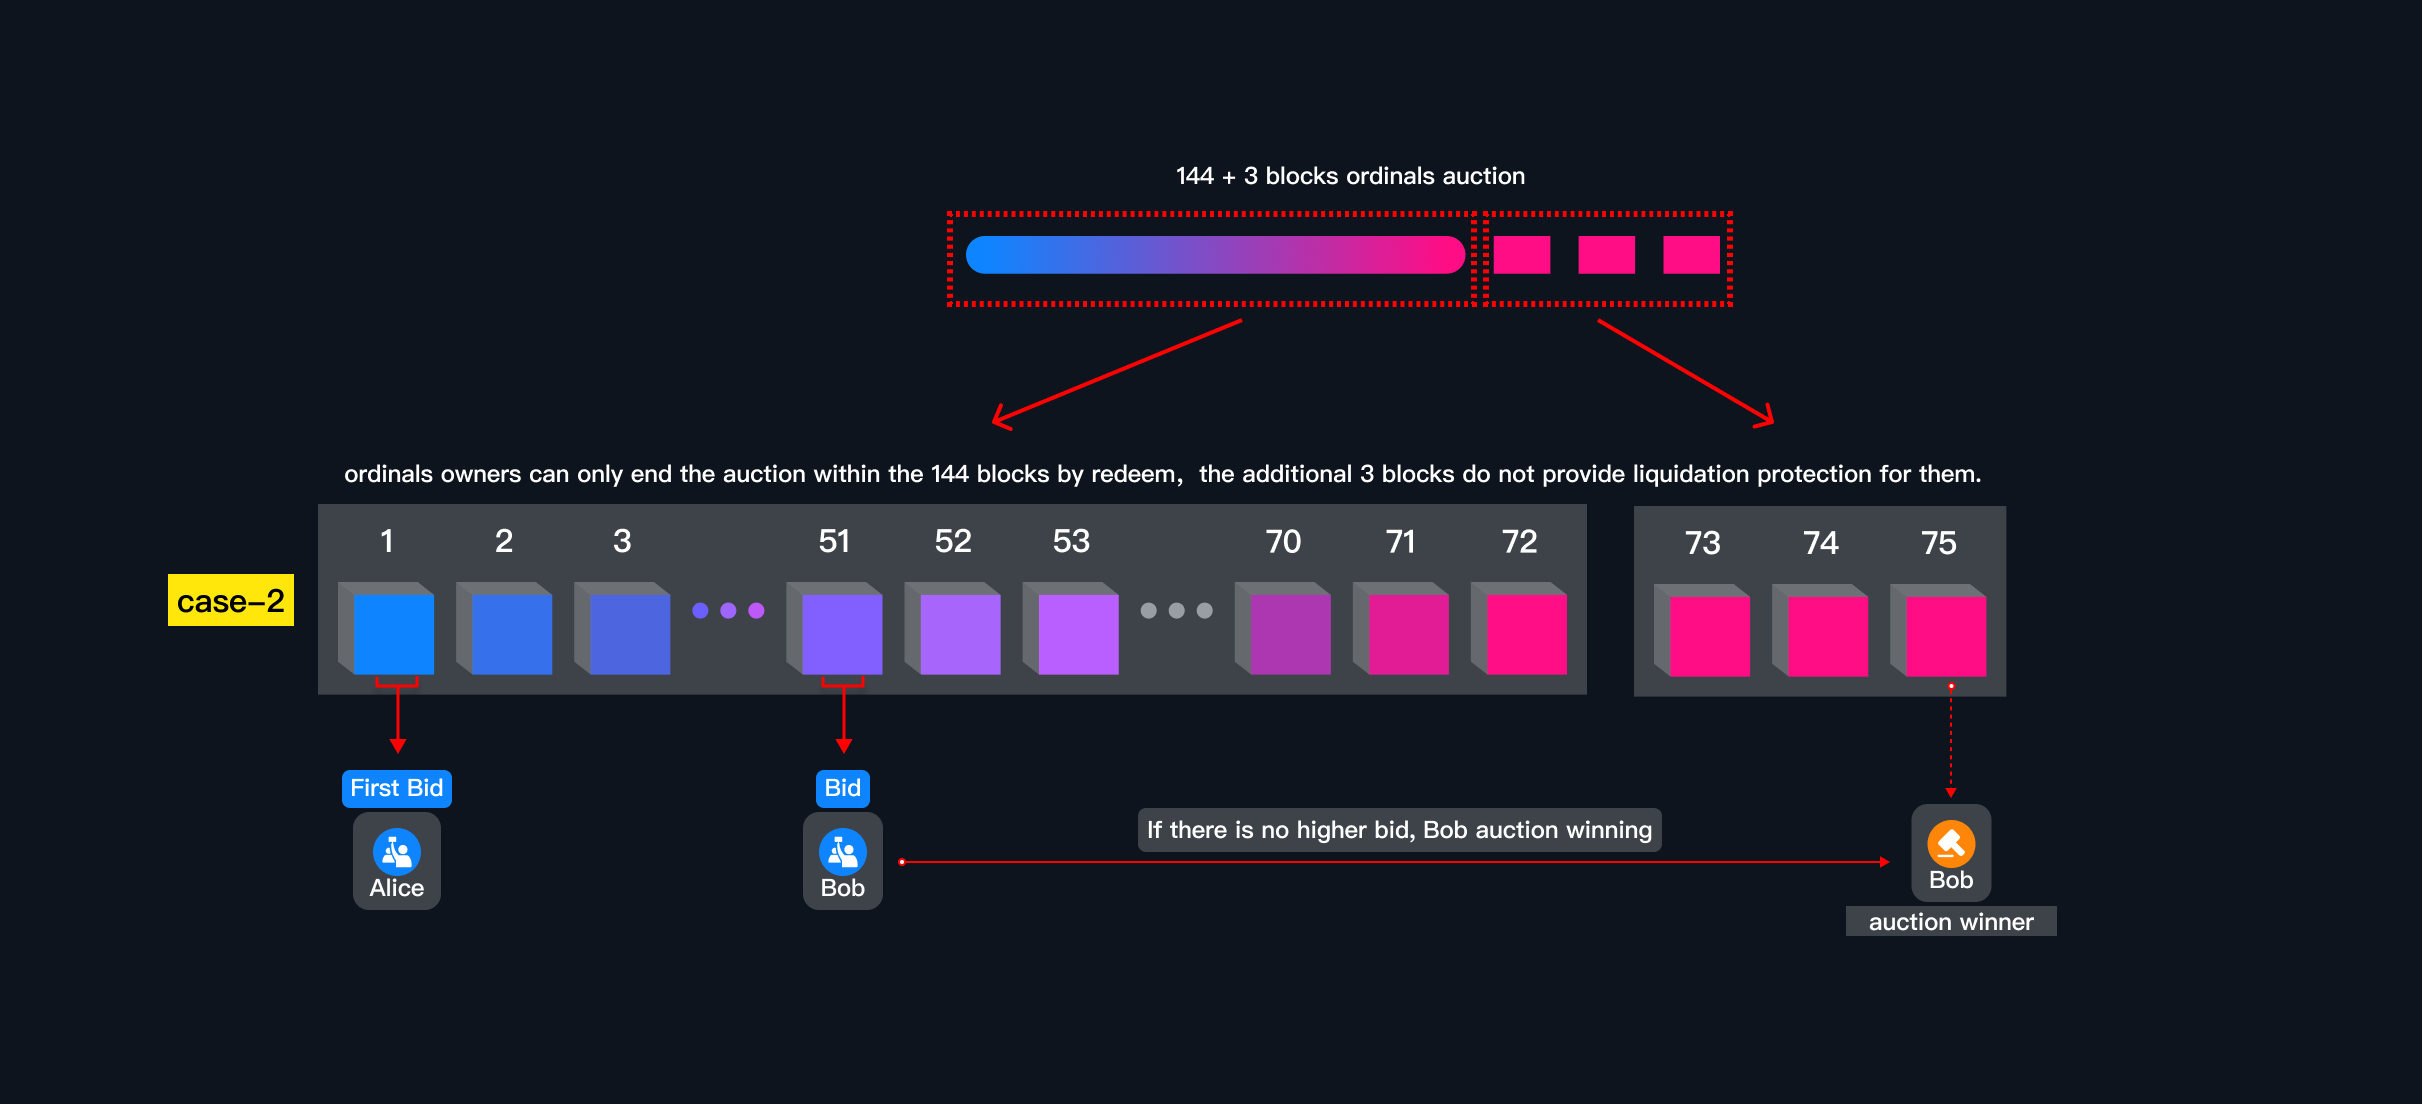 144 + 3 blocks ordinals auction
ordinals owners can only end the auction within the 144 blocks by redeem, the additional 3 blocks do not provide liquidation protection for them.
1 2 3 51 52 53 70 71 72 73 74 75
case-2
First Bid
Bid
If there is no higher bid, Bob auction winning
Alice
Bob
Bob
auction winner